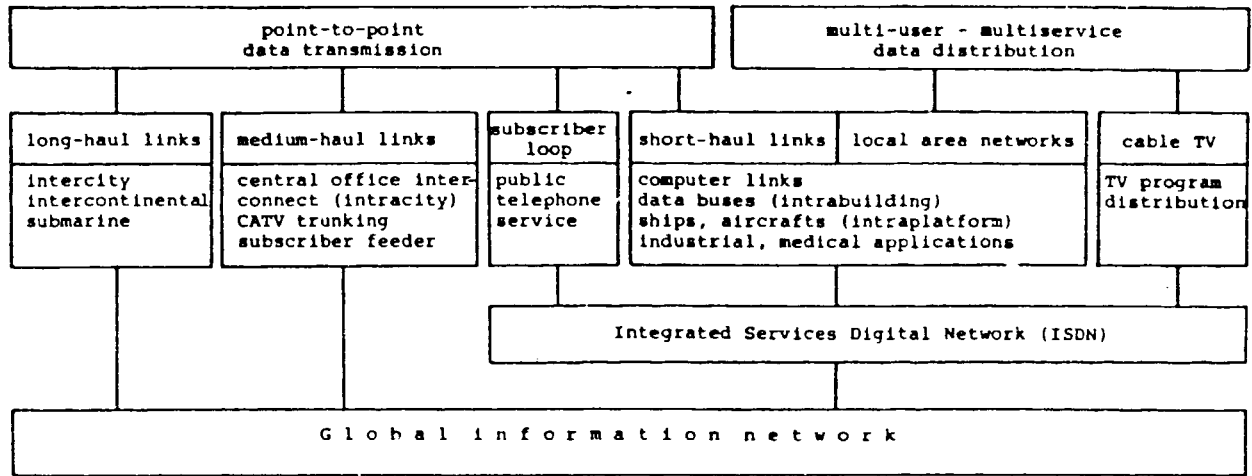 point-to-point
data transmission
multi-user - multiservice
data distribution
long-haul links
intercity
intercontinental
submarine
medium-haul links
central office inter-
connect (intracity)
CATV trunking
subscriber feeder
subscriber
loop
public
telephone
service
short-haul links
local area networks
computer links
data buses (intrabuilding)
ships, aircrafts (intraplatform)
industrial, medical applications
cable TV
TV program
distribution
Integrated Services Digital Network (ISDN)
Global information network